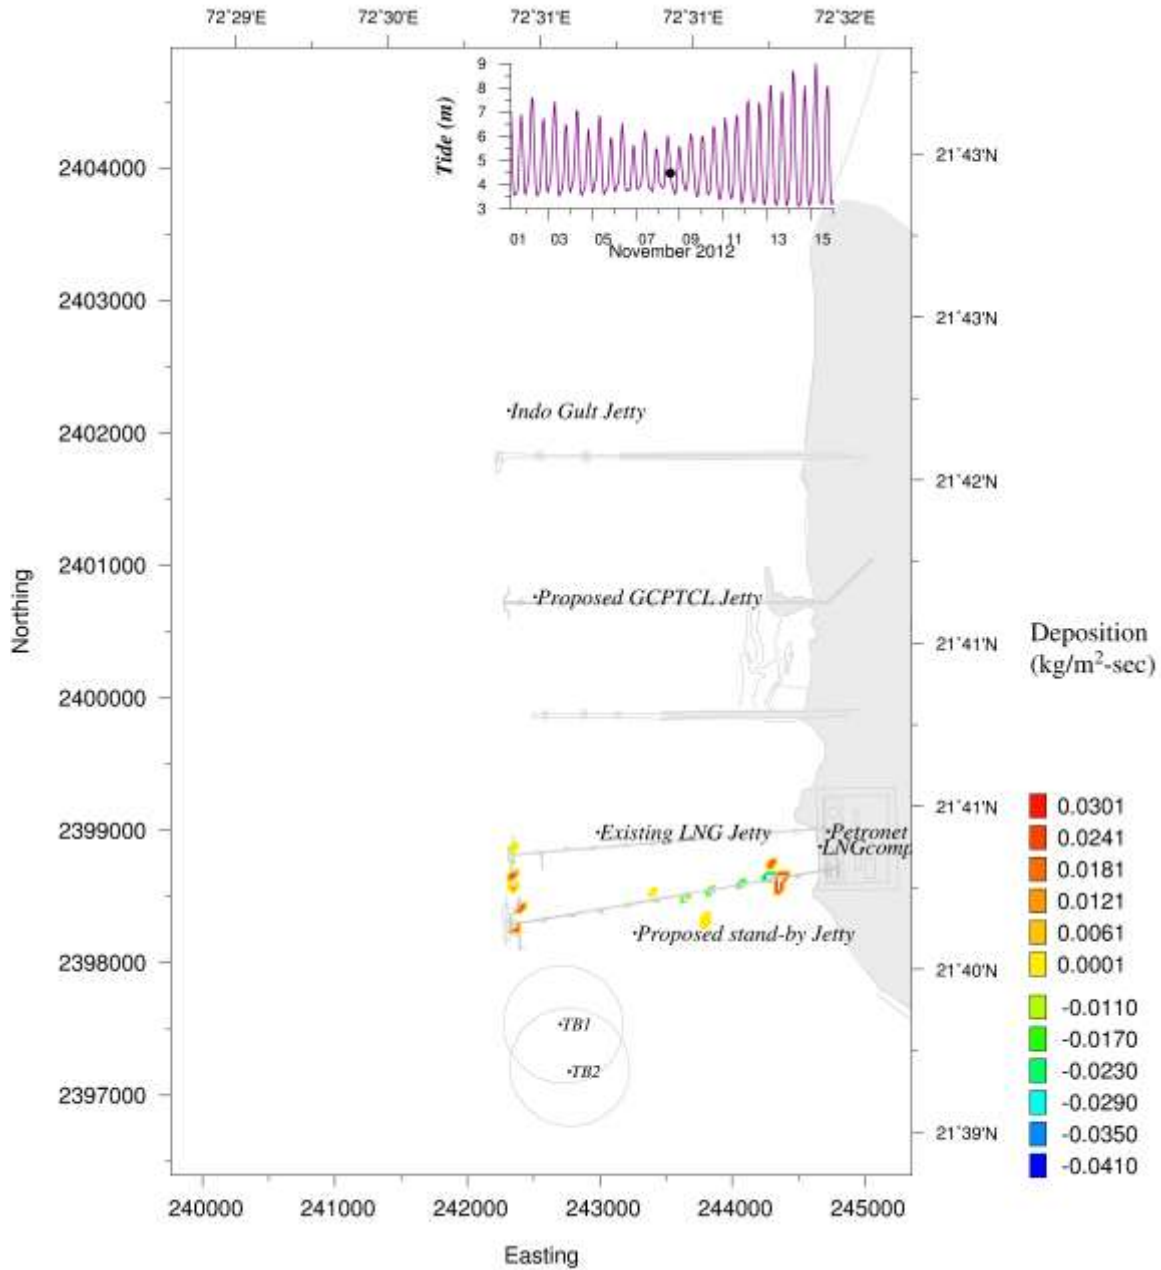 72°29'E 72°30'E 72°31'E 72°31'E 72°32'E
9
8
7
6
5
4
3
Tide (m)
01 03 05 07 09 11 13 15
November 2012
2404000
2403000
2402000
2401000
2400000
2399000
2398000
2397000
Northing
21°43'N
21°43'N
21°42'N
21°41'N
21°41'N
21°40'N
21°39'N
Indo Gult Jetty
Proposed GCPTCL Jetty
Existing LNG Jetty
Petronet
LNGcomp
Proposed stand-by Jetty
TB1
TB2
Deposition
(kg/m²-sec)
0.0301
0.0241
0.0181
0.0121
0.0061
0.0001
-0.0110
-0.0170
-0.0230
-0.0290
-0.0350
-0.0410
240000 241000 242000 243000 244000 245000
Easting